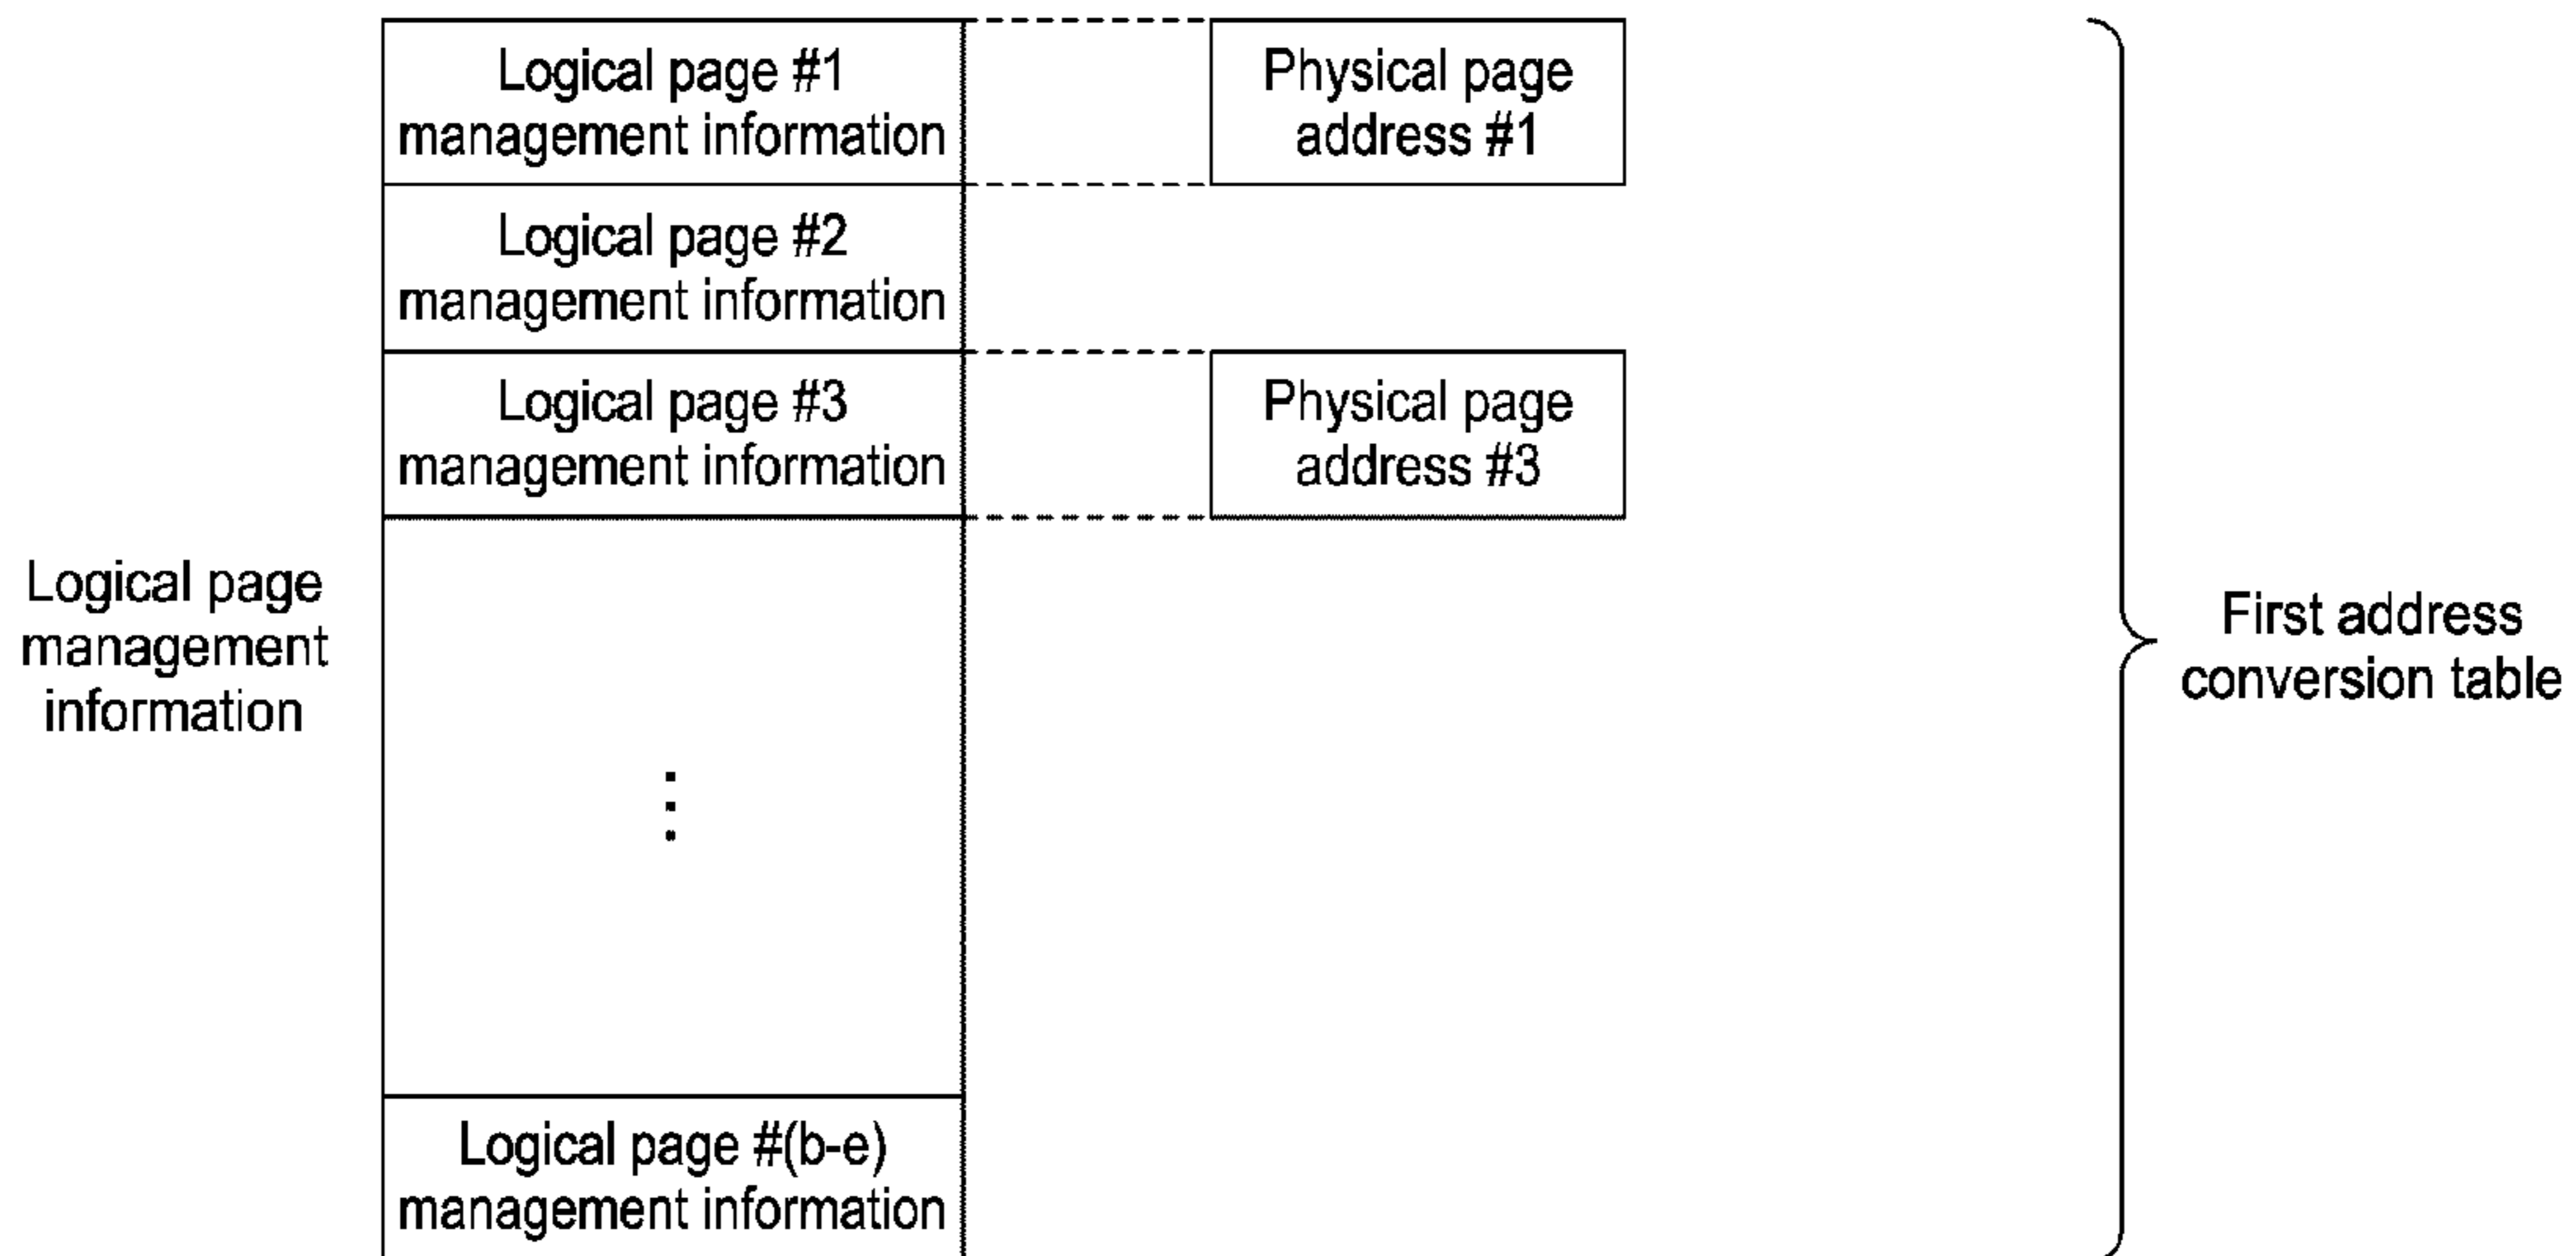 Logical page #1
management information
Physical page
address #1
Logical page #2
management information
Logical page #3
management information
Physical page
address #3
Logical page
management
information
First address
conversion table
Logical page #(b-e)
management information